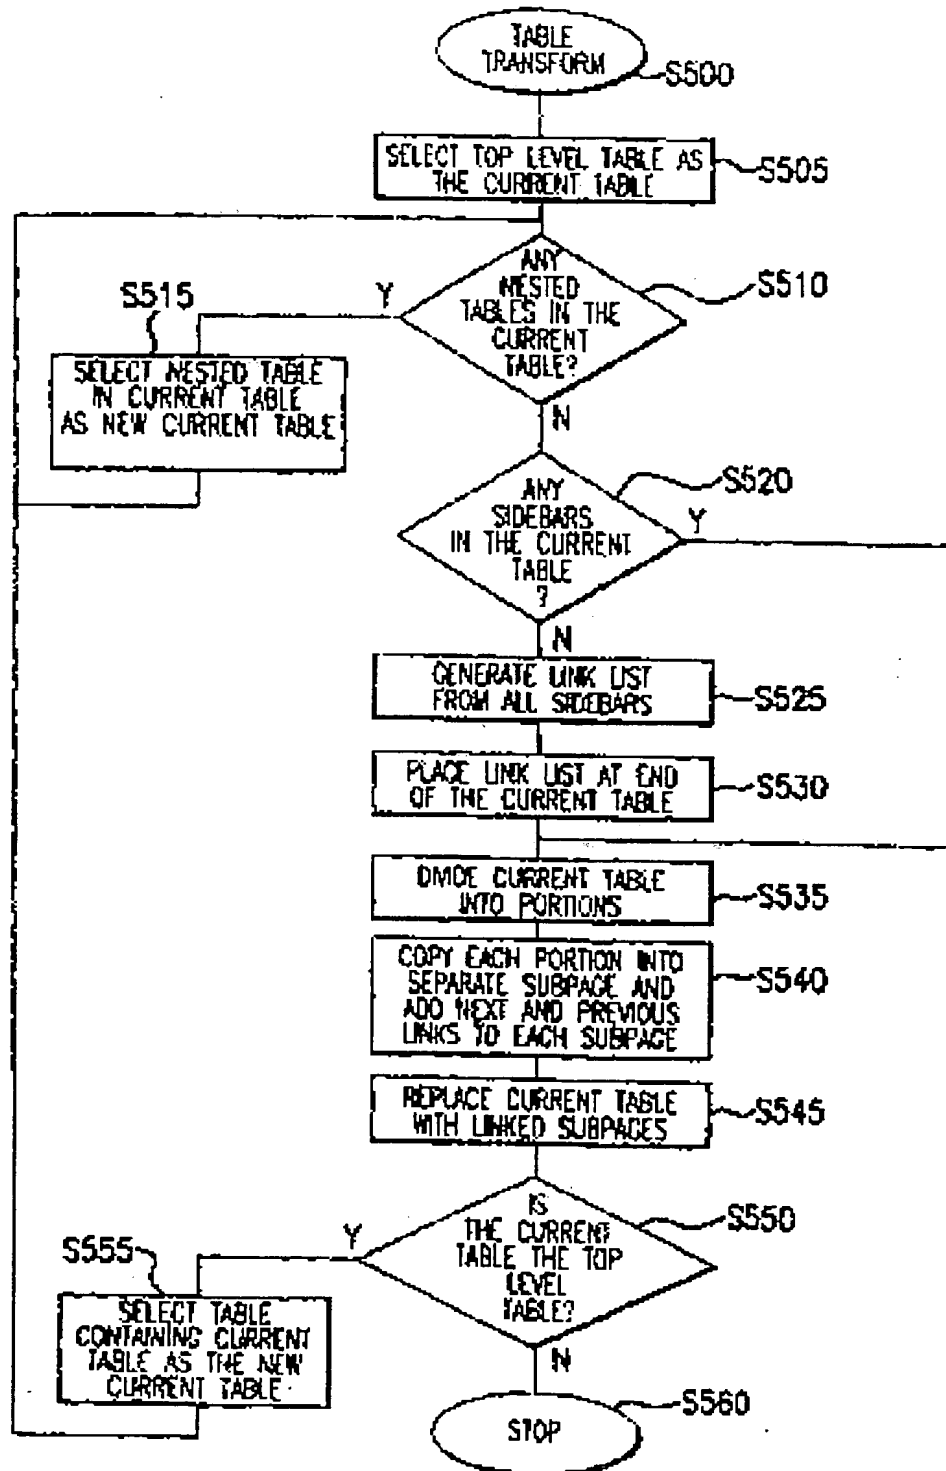 TABLE
TRANSFORM
S500
SELECT TOP LEVEL TABLE AS
THE CURRENT TABLE
S505
ANY
NESTED
TABLES IN THE
CURRENT
TABLE?
S510
Y
S515
SELECT NESTED TABLE
IN CURRENT TABLE
AS NEW CURRENT TABLE
N
ANY
SIDEBARS
IN THE CURRENT
TABLE
?
S520
Y
N
GENERATE LINK LIST
FROM ALL SIDEBARS
S525
PLACE LINK LIST AT END
OF THE CURRENT TABLE
S530
DIVIDE CURRENT TABLE
INTO PORTIONS
S535
COPY EACH PORTION INTO
SEPARATE SUBPAGE AND
ADD NEXT AND PREVIOUS
LINKS TO EACH SUBPAGE
S540
REPLACE CURRENT TABLE
WITH LINKED SUBPAGES
S545
IS
THE CURRENT
TABLE THE TOP
LEVEL
TABLE?
S550
Y
S555
SELECT TABLE
CONTAINING CURRENT
TABLE AS THE NEW
CURRENT TABLE
N
STOP
S560